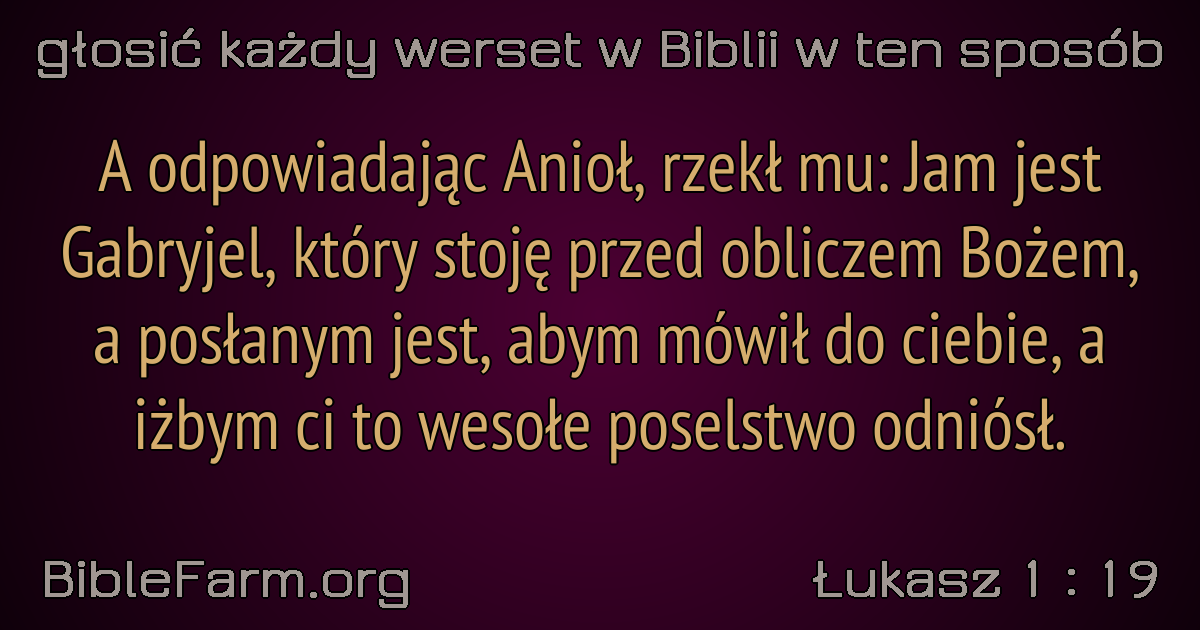 głosić każdy werset w Biblii w ten sposób
A odpowiadając Anioł, rzekł mu: Jam jest
Gabryjel, który stoję przed obliczem Bożem,
a posłanym jest, abym mówił do ciebie, a
iżbym ci to wesołe poselstwo odniósł.
BibleFarm.org
Łukasz 1 : 19